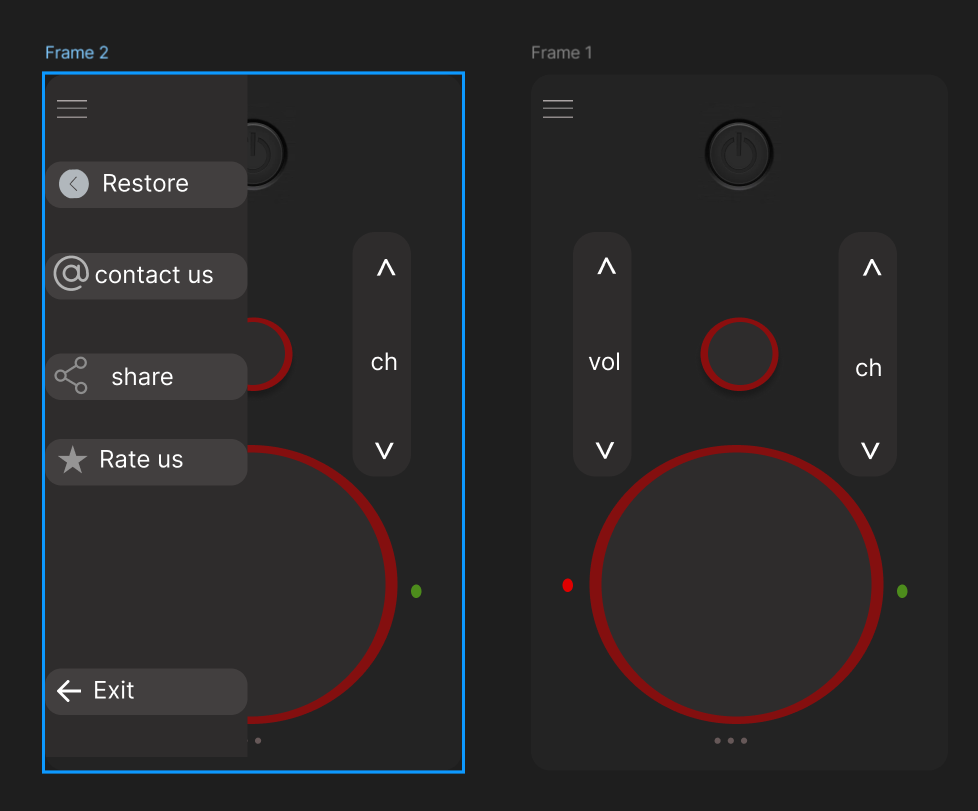 Frame 2
Restore
contact us
share
Rate us
Exit
ch
Frame 1
vol
ch